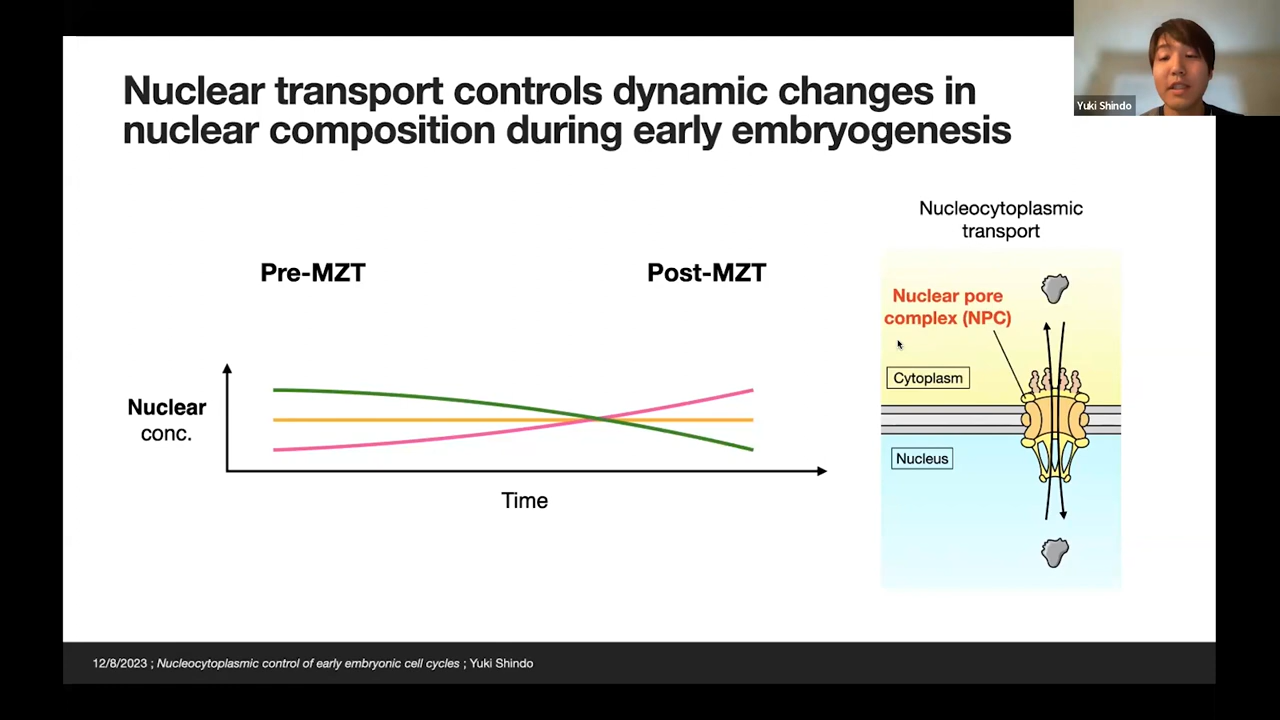 Nuclear transport controls dynamic changes in
nuclear composition during early embryogenesis
Yuki Shindo
Nucleocytoplasmic
transport
Pre-MZT
Post-MZT
Nuclear pore
complex (NPC)
Cytoplasm
Nuclear
conc.
Nucleus
Time
12/8/2023 ; Nucleocytoplasmic control of early embryonic cell cycles ; Yuki Shindo